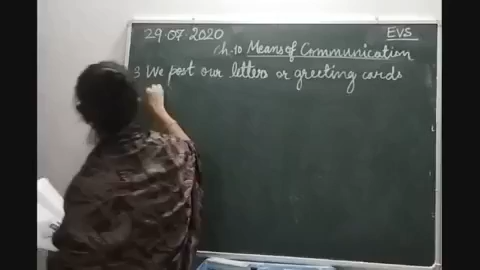 29.07.2020
EVS
Ch-10 Means of Communication
3 We post our letters or greeting cards